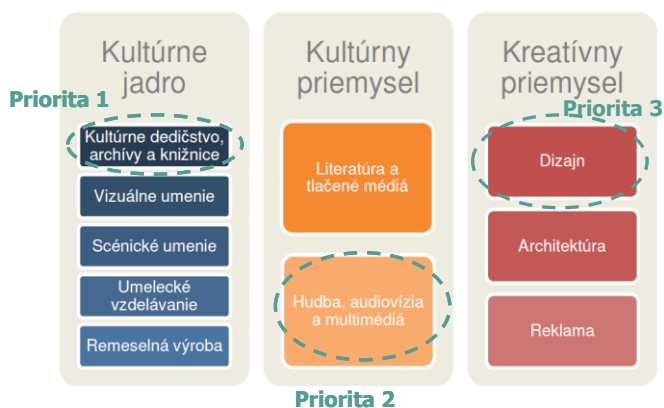 Kultúrne
jadro
Priorita 1
Kultúrne dedičstvo,
archívy a knižnice
Vizuálne umenie
Scénické umenie
Umelecké
vzdelávanie
Remeselná výroba
Kultúrny
priemysel
Literatúra a
tlačené médiá
Hudba, audiovízia
a multimédiá
Priorita 2
Kreatívny
priemysel
Priorita 3
Dizajn
Architektúra
Reklama